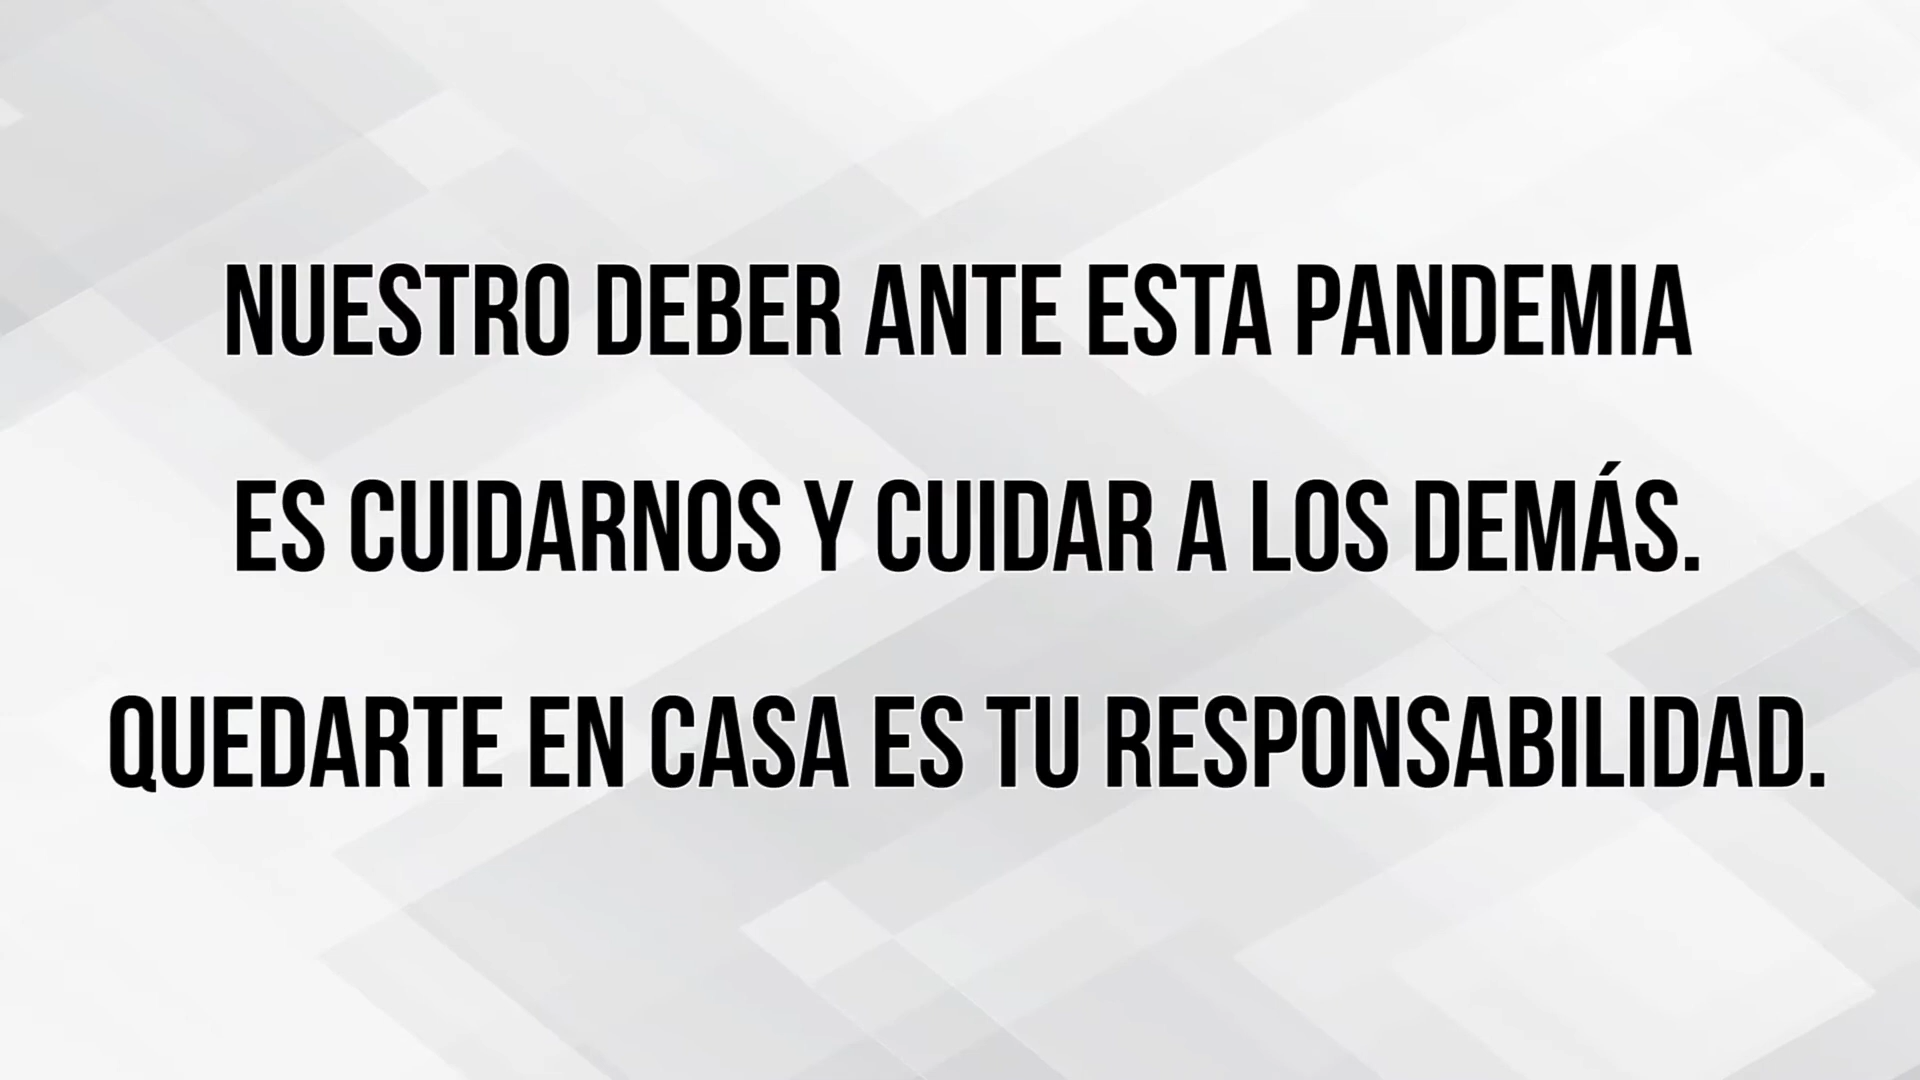 NUESTRO DEBER ANTE ESTA PANDEMIA
ES CUIDARNOS Y CUIDAR A LOS DEMÁS.
QUEDARTE EN CASA ES TU RESPONSABILIDAD.